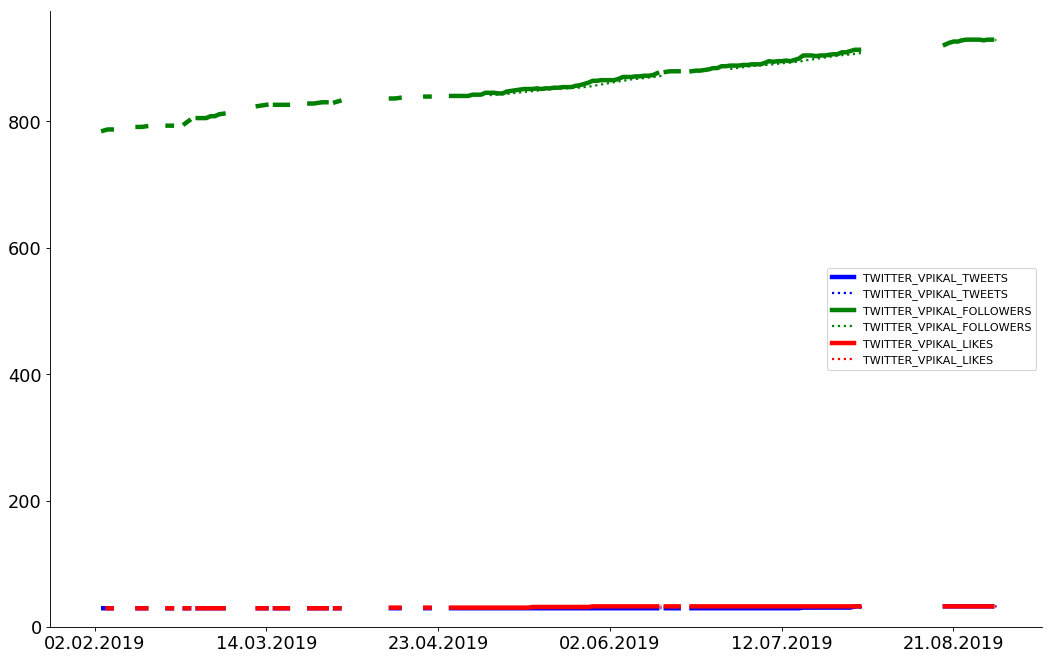 800
600
400
200
0
02.02.2019
14.03.2019
23.04.2019
02.06.2019
12.07.2019
21.08.2019
TWITTER_VPIKAL_TWEETS
TWITTER_VPIKAL_TWEETS
TWITTER_VPIKAL_FOLLOWERS
TWITTER_VPIKAL_FOLLOWERS
TWITTER_VPIKAL_LIKES
TWITTER_VPIKAL_LIKES